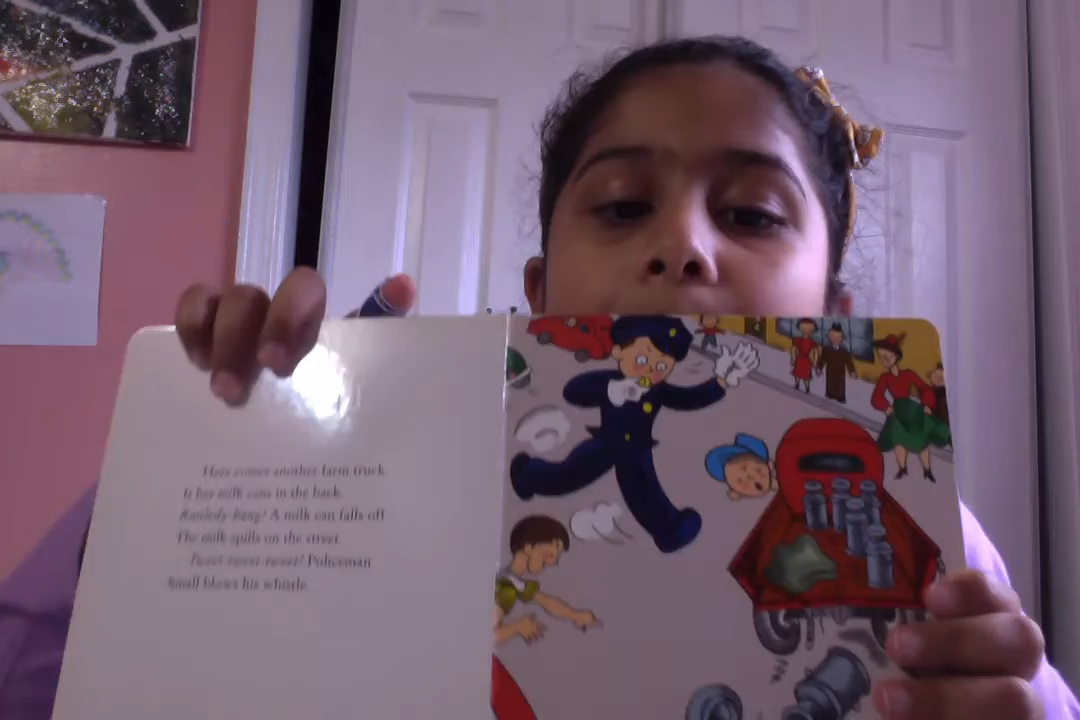 Here comes another farm truck
It has milk cans in the back.
Rattledy-bang! A milk can falls off
The milk spills on the street
Tweet-tweet-tweet! Policeman
Small blows his whistle.